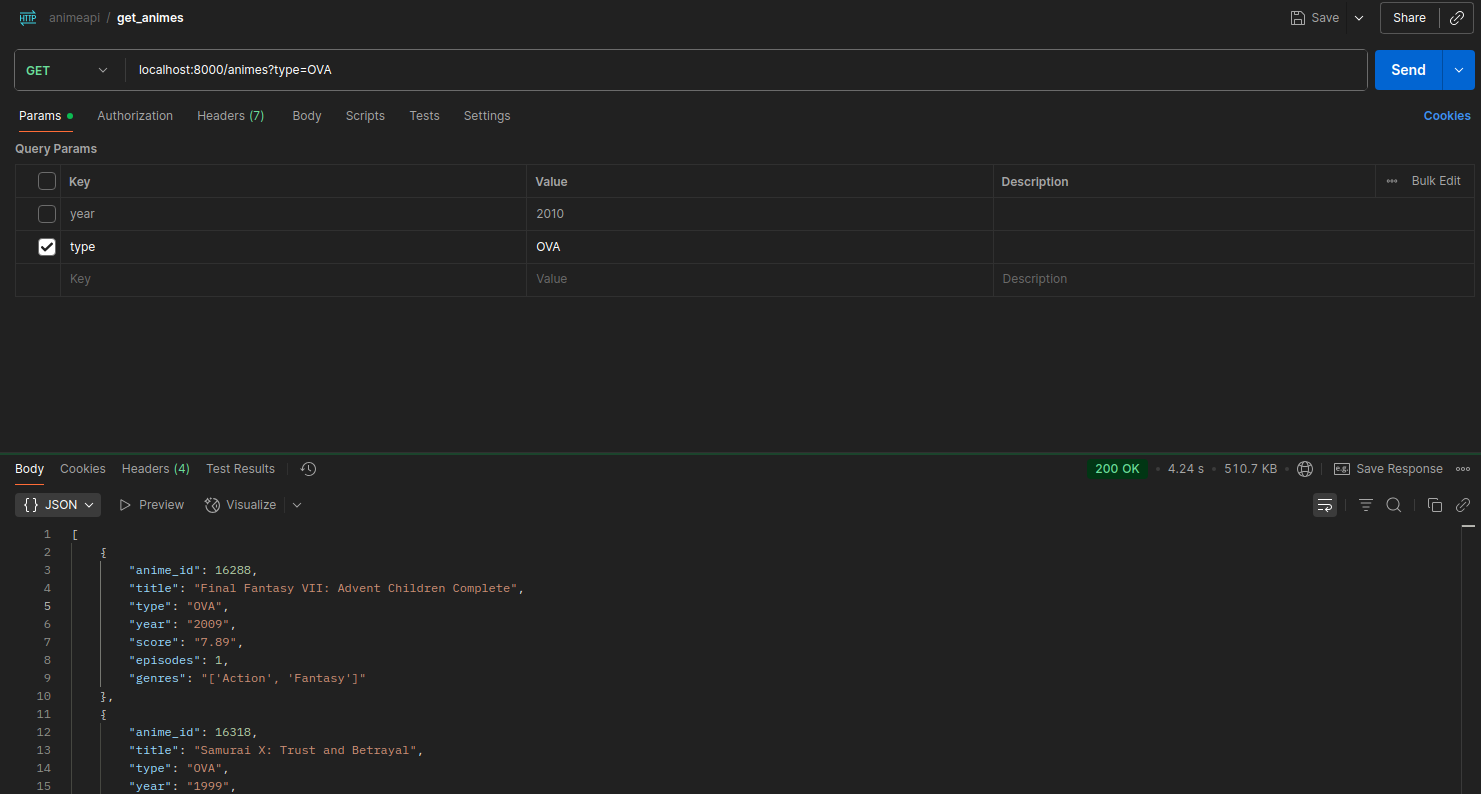 HTTP animeapi / get_animes Save Share
GET localhost:8000/animes?type=OVA Send
Params Authorization Headers (7) Body Scripts Tests Settings Cookies
Query Params
Key Value Description Bulk Edit
year 2010
type OVA
Key Value Description
Body Cookies Headers (4) Test Results 200 OK 4.24 s 510.7 KB e.g. Save Response
{} JSON Preview Visualize
1 [
2 {
3 "anime_id": 16288,
4 "title": "Final Fantasy VII: Advent Children Complete",
5 "type": "OVA",
6 "year": "2009",
7 "score": "7.89",
8 "episodes": 1,
9 "genres": "['Action', 'Fantasy']"
10 },
11 {
12 "anime_id": 16318,
13 "title": "Samurai X: Trust and Betrayal",
14 "type": "OVA",
15 "year": "1999",